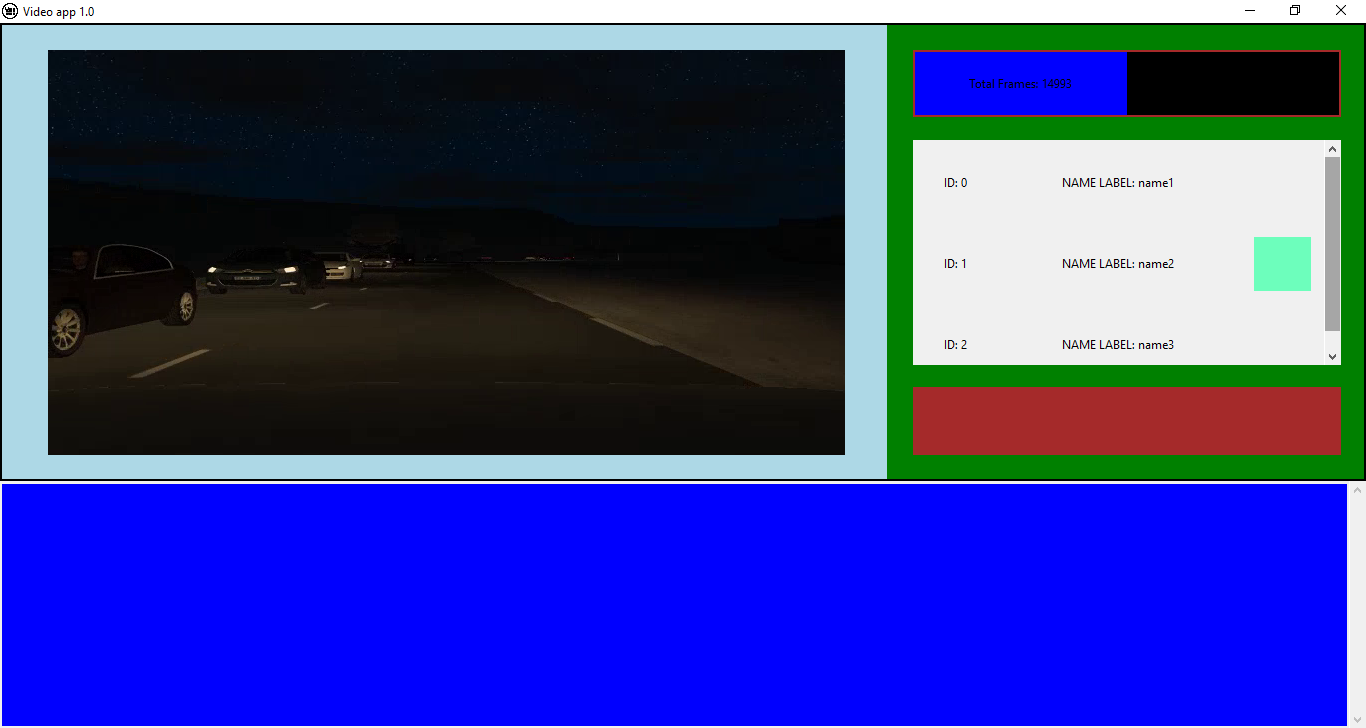 Video app 1.0
Total Frames: 14993
ID: 0 NAME LABEL: name1
ID: 1 NAME LABEL: name2
ID: 2 NAME LABEL: name3